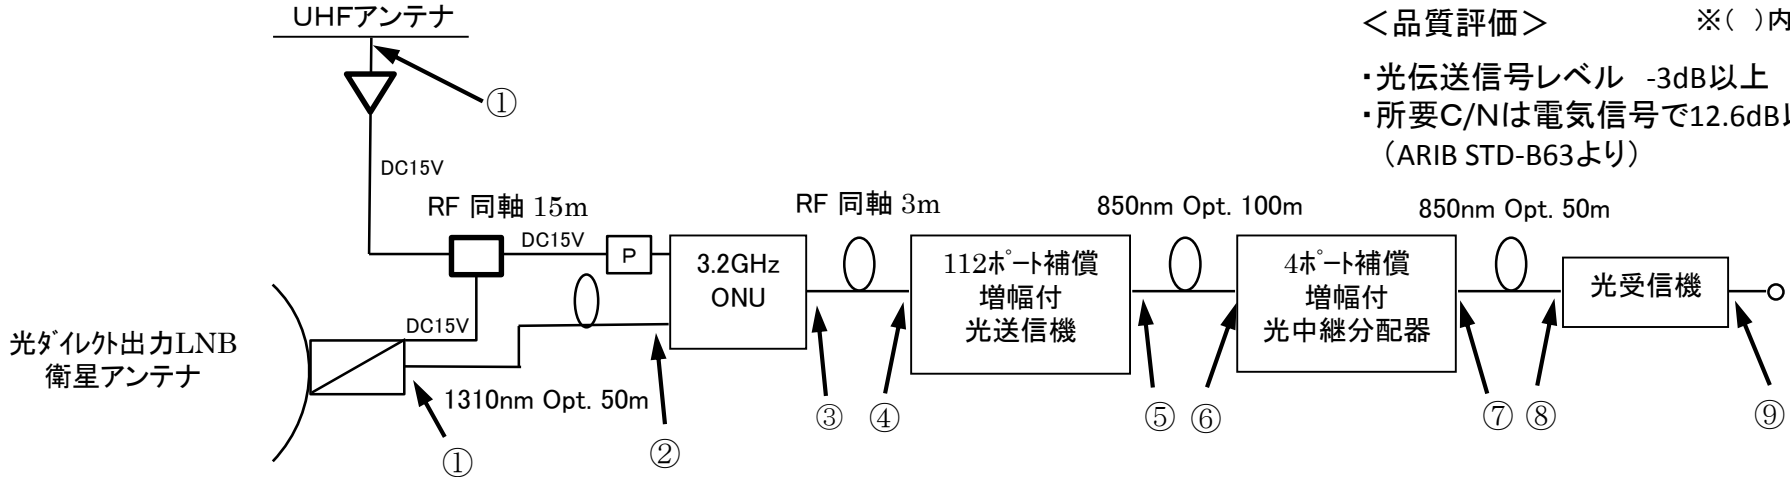 UHFアンテナ
＜品質評価＞
※(　)内
・光伝送信号レベル -3dB以上
・所要C/Nは電気信号で12.6dB
（ARIB STD-B63より）
①
DC15V
RF 同軸 15m
DC15V
P
RF 同軸 3m
850nm Opt. 100m
850nm Opt. 50m
3.2GHz
ONU
112ﾎﾟｰﾄ補償
増幅付
光送信機
4ﾎﾟｰﾄ補償
増幅付
光中継分配器
光受信機
光ﾀﾞｲﾚｸﾄ出力LNB
衛星アンテナ
DC15V
1310nm Opt. 50m
①
②
③
④
⑤
⑥
⑦
⑧
⑨